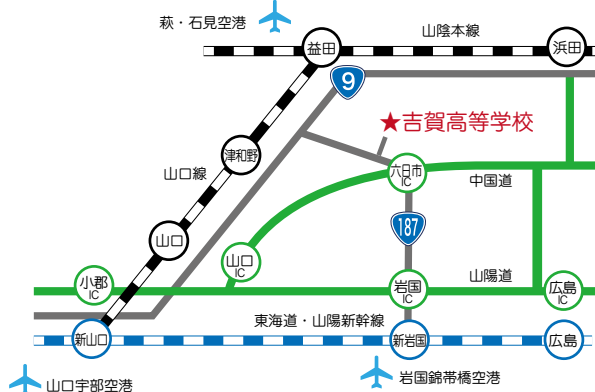 萩・石見空港
山陰本線
益田
浜田
9
★吉賀高等学校
津和野
六日市
IC
山口線
中国道
187
山口
山口
IC
小郡
IC
岩国
IC
山陽道
広島
IC
東海道・山陽新幹線
新山口
新岩国
広島
山口宇部空港
岩国錦帯橋空港